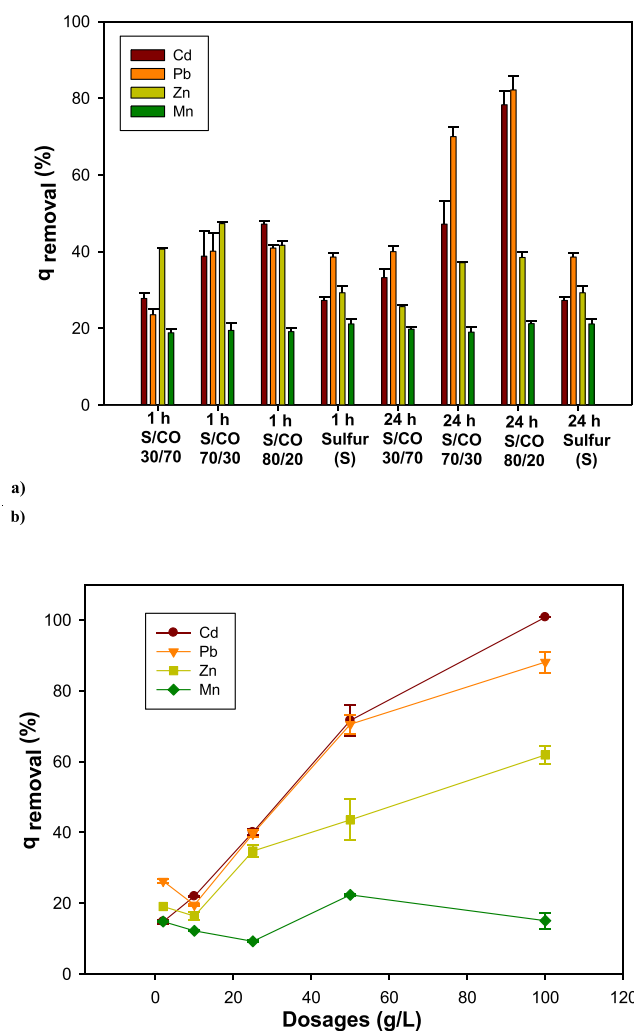 100
80
60
40
20
0
q removal (%)
Cd
Pb
Zn
Mn
1 h
S/CO
30/70
1 h
S/CO
70/30
1 h
S/CO
80/20
1 h
Sulfur
(S)
24 h
S/CO
30/70
24 h
S/CO
70/30
24 h
S/CO
80/20
24 h
Sulfur
(S)
a)
b)
100
80
60
40
20
0
q removal (%)
Cd
Pb
Zn
Mn
0 20 40 60 80 100 120
Dosages (g/L)